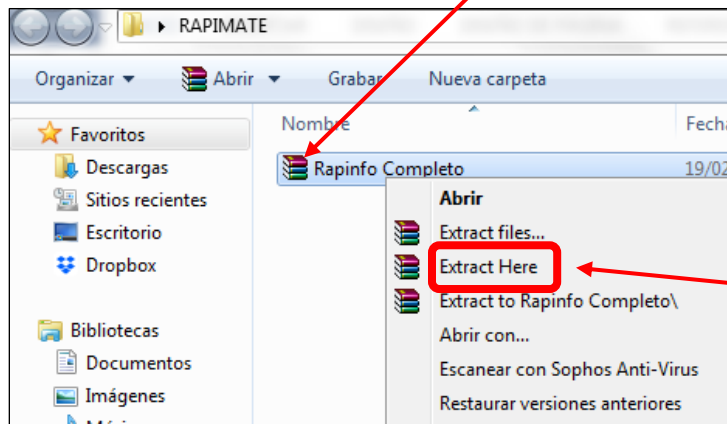 RAPIMATE
Organizar Abrir Grabar Nueva carpeta
Favoritos
Descargas
Sitios recientes
Escritorio
Dropbox
Bibliotecas
Documentos
Imágenes
Nombre Fecha
Rapinfo Completo 19/02
Abrir
Extract files...
Extract Here
Extract to Rapinfo Completo\
Abrir con...
Escanear con Sophos Anti-Virus
Restaurar versiones anteriores